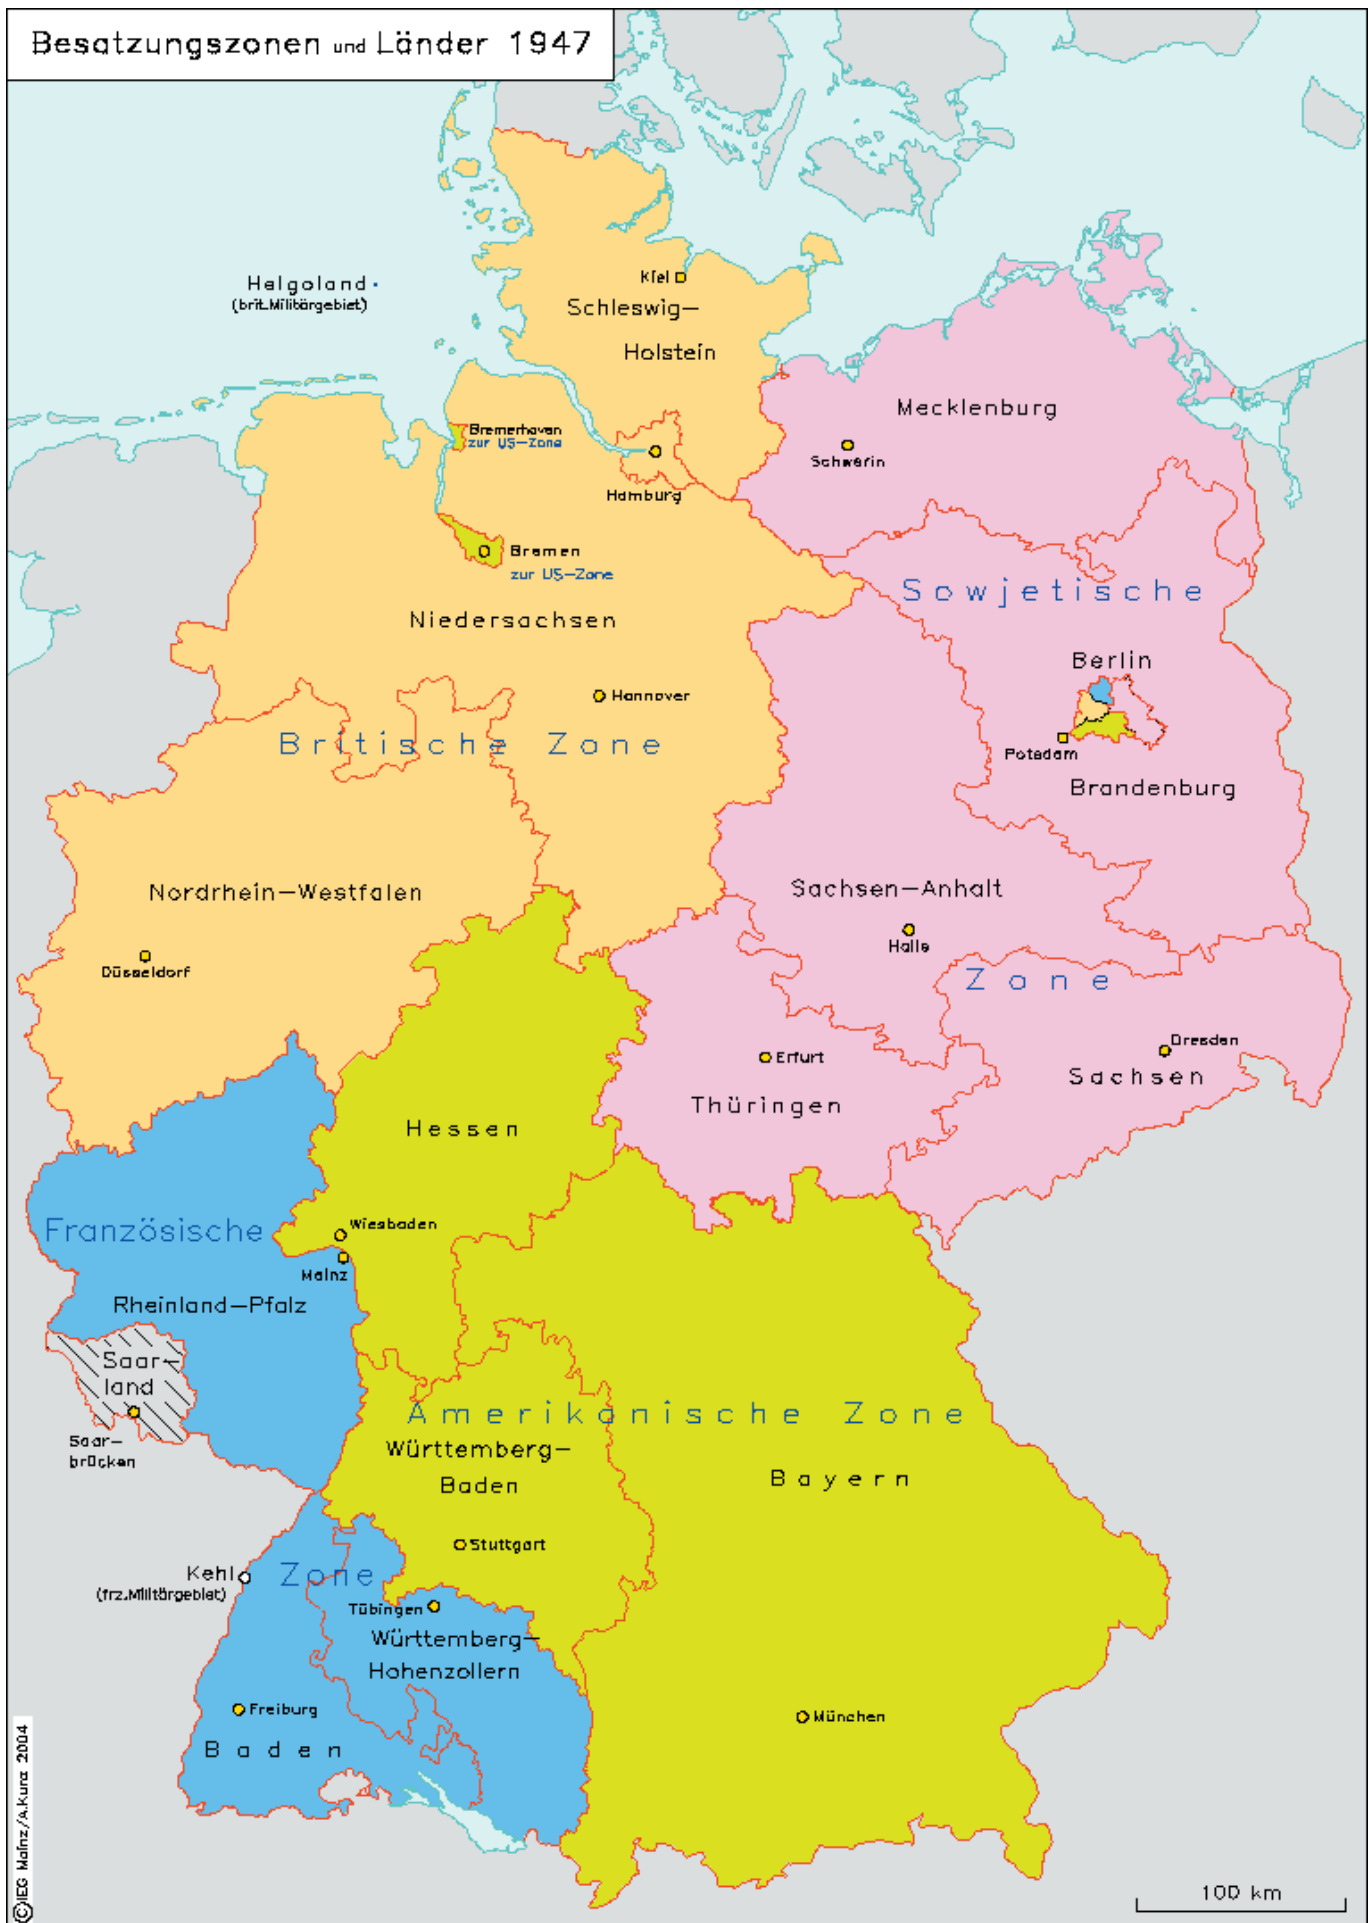 Besatzungszonen und Länder 1947
Helgoland
(brit.Militärgebiet)
Kiel
Schleswig–
Holstein
Mecklenburg
Schwerin
Bremerhaven
zur US–Zone
Hamburg
Bremen
zur US–Zone
Niedersachsen
Hannover
Sowjetische
Berlin
Potsdam
Brandenburg
Britische Zone
Nordrhein–Westfalen
Düsseldorf
Sachsen–Anhalt
Halle
Zone
Dresden
Sachsen
Erfurt
Thüringen
Hessen
Wiesbaden
Mainz
Französische
Rheinland–Pfalz
Saar–
land
Saar–
brücken
Amerikanische Zone
Württemberg–
Baden
Bayern
Stuttgart
Kehl
(frz.Militärgebiet)
Zone
Tübingen
Württemberg–
Hohenzollern
Freiburg
Baden
München
100 km
©IEG Mainz/A.Kunz 2004